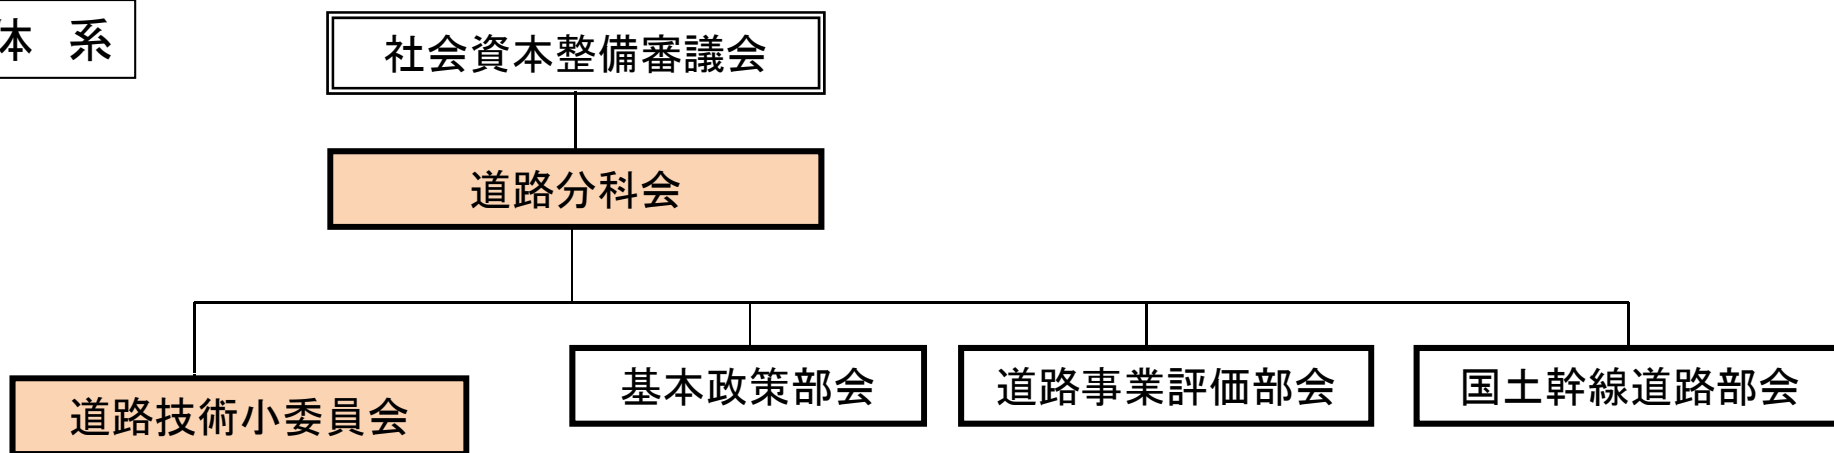 体 系
社会資本整備審議会
道路分科会
基本政策部会 道路事業評価部会 国土幹線道路部会
道路技術小委員会